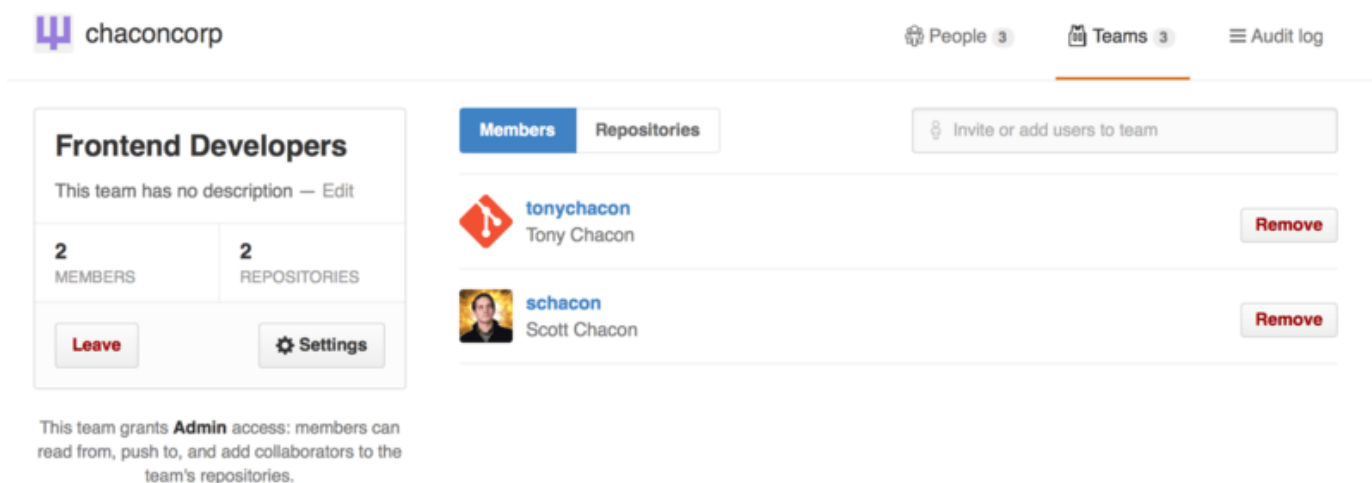 chaconcorp
People 3
Teams 3
Audit log
Frontend Developers
This team has no description — Edit
2
MEMBERS
2
REPOSITORIES
Leave
Settings
This team grants Admin access: members can
read from, push to, and add collaborators to the
team's repositories.
Members
Repositories
Invite or add users to team
tonychacon
Tony Chacon
Remove
schacon
Scott Chacon
Remove